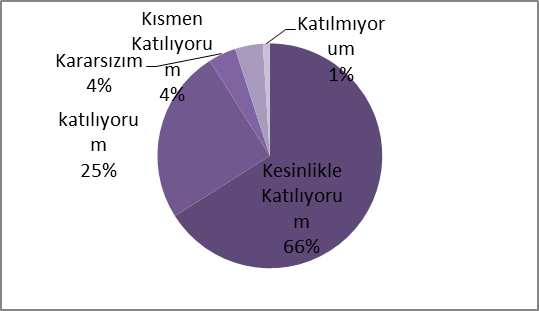 Kısmen
Katılıyoru
m
4%
Katılmıyor
um
1%
Kararsızım
4%
katılıyoru
m
25%
Kesinlikle
Katılıyoru
m
66%